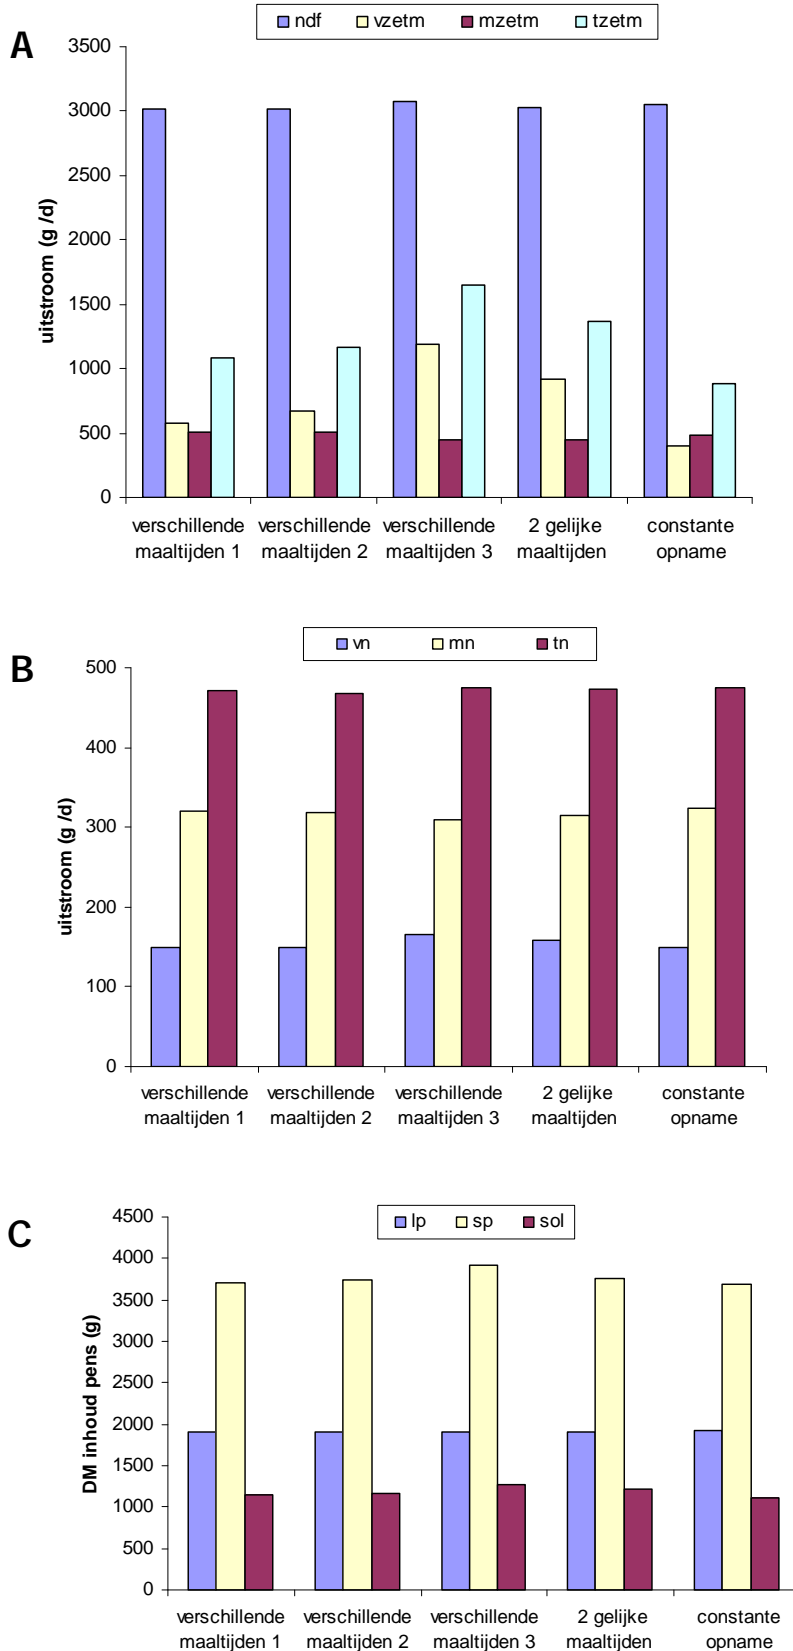 ndf vzetm mzetm tzetm
A
3500
3000
2500
2000
1500
1000
500
0
uitstroom (g /d)
verschillende maaltijden 1
verschillende maaltijden 2
verschillende maaltijden 3
2 gelijke maaltijden
constante opname
vn mn tn
B
500
400
300
200
100
0
uitstroom (g /d)
verschillende maaltijden 1
verschillende maaltijden 2
verschillende maaltijden 3
2 gelijke maaltijden
constante opname
lp sp sol
C
4500
4000
3500
3000
2500
2000
1500
1000
500
0
DM inhoud pens (g)
verschillende maaltijden 1
verschillende maaltijden 2
verschillende maaltijden 3
2 gelijke maaltijden
constante opname